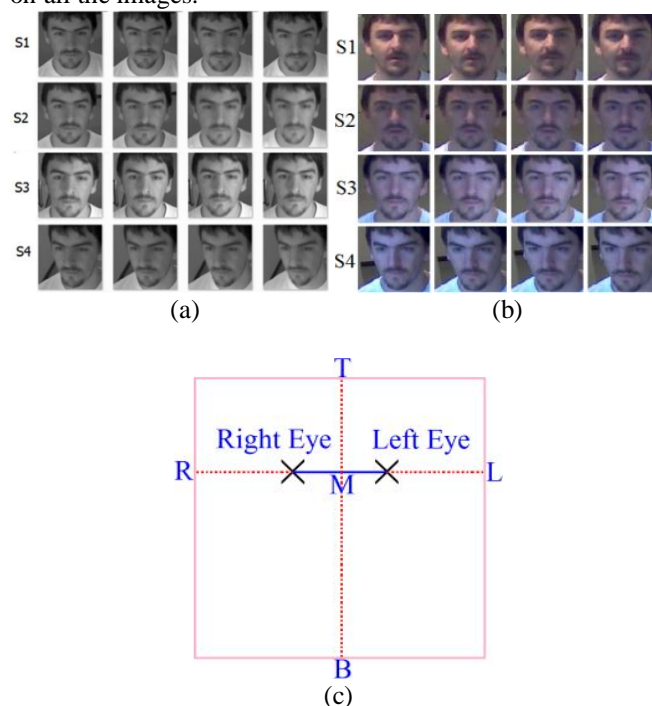 on all the images.
S1
S2
S3
S4
(a)
S1
S2
S3
S4
(b)
T
Right Eye Left Eye
R M L
B
(c)